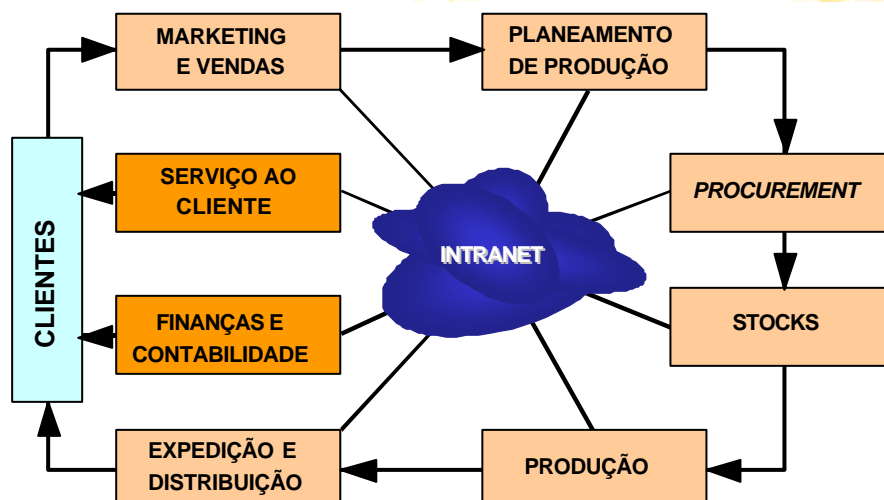 MARKETING
E VENDAS
PLANEAMENTO
DE PRODUÇÃO
SERVIÇO AO
CLIENTE
PROCUREMENT
CLIENTES
INTRANET
FINANÇAS E
CONTABILIDADE
STOCKS
EXPEDIÇÃO E
DISTRIBUIÇÃO
PRODUÇÃO